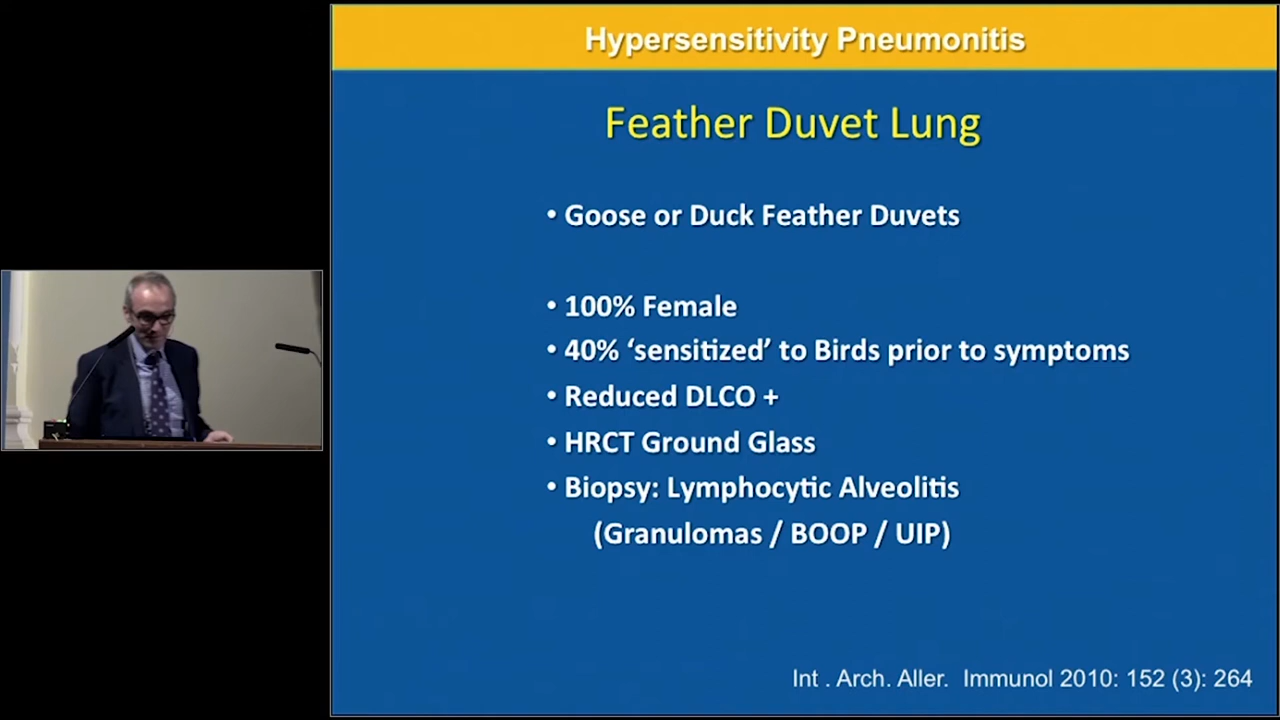 Hypersensitivity Pneumonitis
Feather Duvet Lung
• Goose or Duck Feather Duvets
• 100% Female
• 40% ‘sensitized’ to Birds prior to symptoms
• Reduced DLCO +
• HRCT Ground Glass
• Biopsy: Lymphocytic Alveolitis
(Granulomas / BOOP / UIP)
Int . Arch. Aller. Immunol 2010: 152 (3): 264